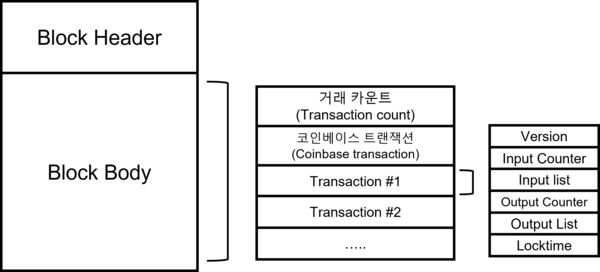 Block Header
Block Body
거래 카운트
(Transaction count)
코인베이스 트랜잭션
(Coinbase transaction)
Transaction #1
Transaction #2
.....
Version
Input Counter
Input list
Output Counter
Output List
Locktime